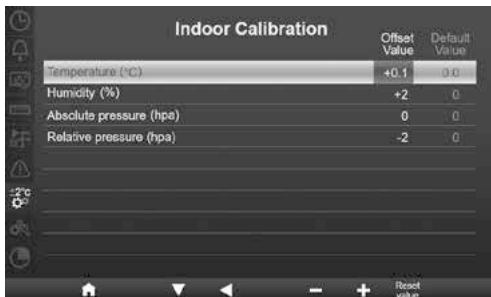 Indoor Calibration
Offset Value
Default Value
Temperature (°C) +0.1 0.0
Humidity (%) +2 0
Absolute pressure (hpa) 0 0
Relative pressure (hpa) -2 0
±2°c
− + Reset value